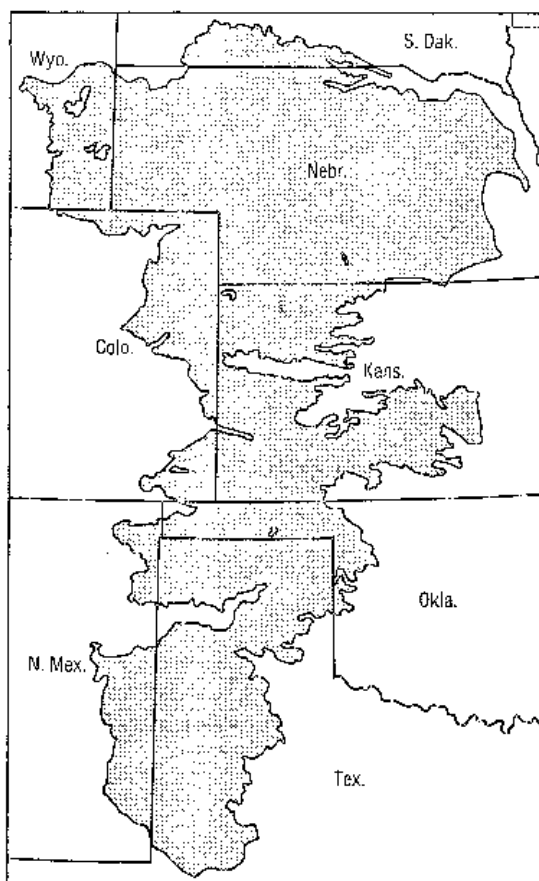 S. Dak.
Wyo.
Nebr.
Colo.
Kans.
Okla.
N. Mex.
Tex.